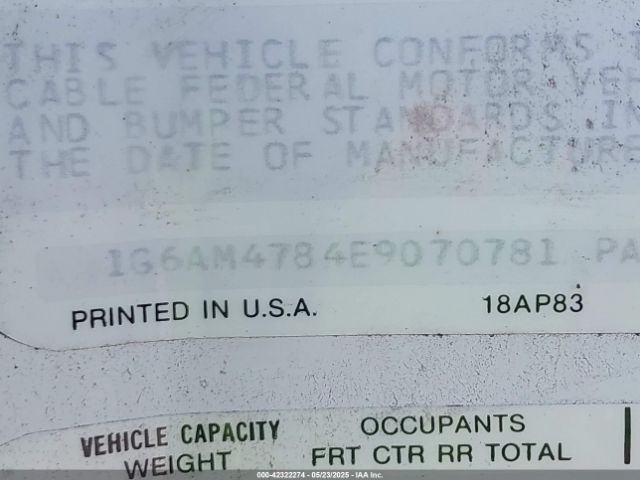 THIS VEHICLE CONFORMS T
CABLE FEDERAL MOTOR VEH
AND BUMPER STANDARDS IN
THE DATE OF MANUFACTURE
1G6AM4784E9070781 PA
PRINTED IN U.S.A. 18AP83
VEHICLE CAPACITY OCCUPANTS
WEIGHT FRT CTR RR TOTAL
000-42322274 - 05/23/2025 - IAA Inc.